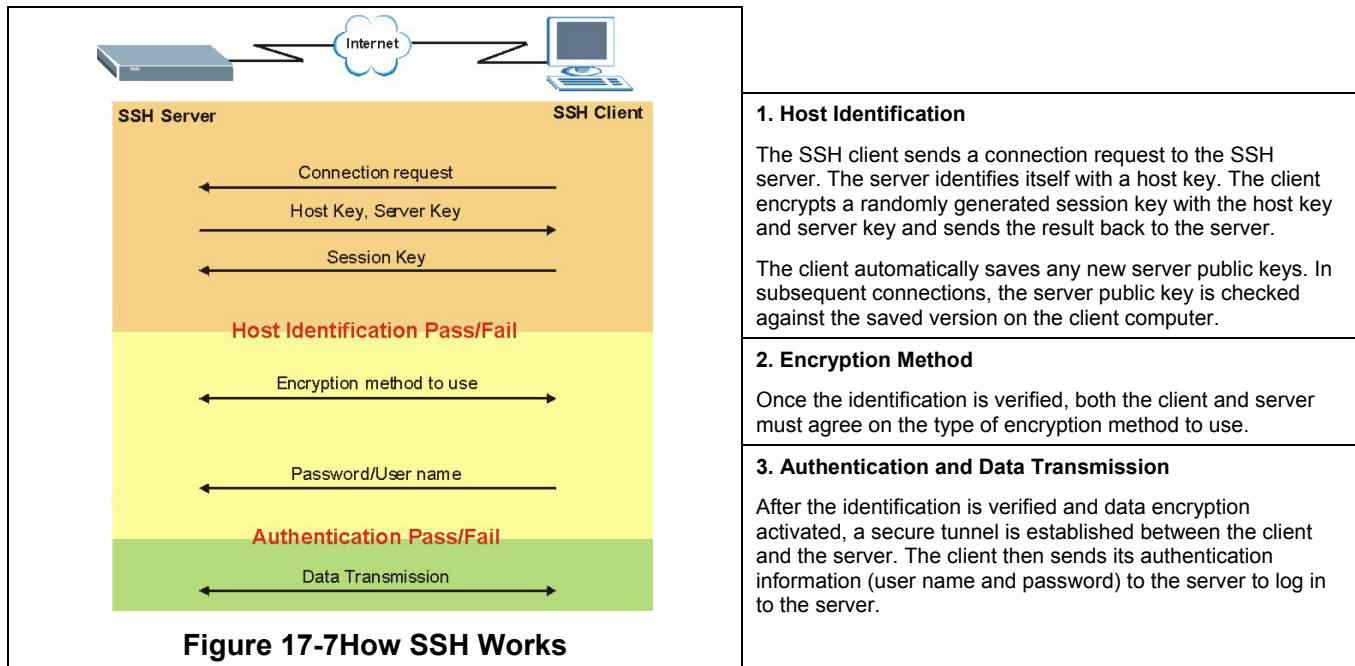 Internet
SSH Server
SSH Client
Connection request
Host Key, Server Key
Session Key
Host Identification Pass/Fail
Encryption method to use
Password/User name
Authentication Pass/Fail
Data Transmission
Figure 17-7How SSH Works
1. Host Identification
The SSH client sends a connection request to the SSH
server. The server identifies itself with a host key. The client
encrypts a randomly generated session key with the host key
and server key and sends the result back to the server.
The client automatically saves any new server public keys. In
subsequent connections, the server public key is checked
against the saved version on the client computer.
2. Encryption Method
Once the identification is verified, both the client and server
must agree on the type of encryption method to use.
3. Authentication and Data Transmission
After the identification is verified and data encryption
activated, a secure tunnel is established between the client
and the server. The client then sends its authentication
information (user name and password) to the server to log in
to the server.